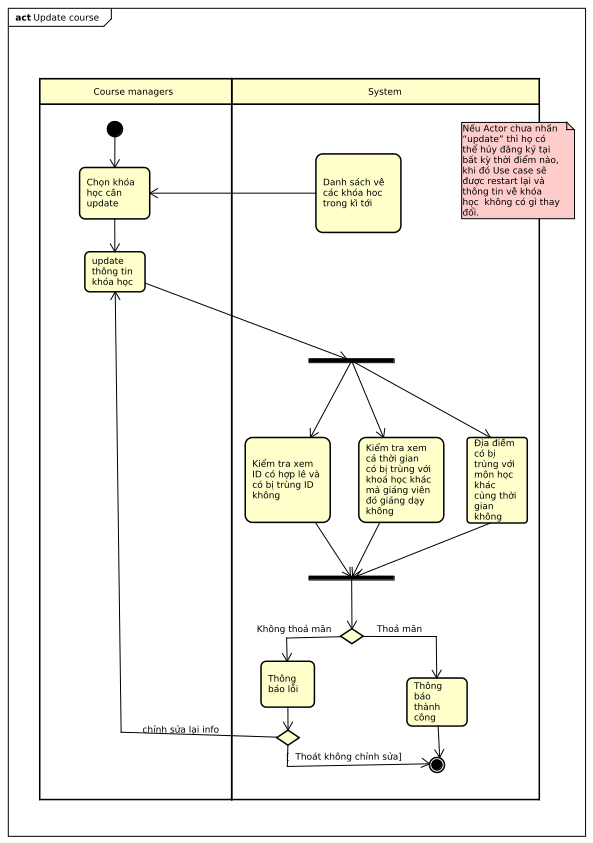 act Update course
Course managers
System
Nếu Actor chưa nhấn
"update" thì họ có
thể hủy đăng ký tại
bất kỳ thời điểm nào,
khi đó Use case sẽ
được restart lại và
thông tin về khóa
học  không có gì thay
đổi.
Chọn khóa
học cần
update
Danh sách về
các khóa hoc
trong kì tới
update
thông tin
khóa học
Kiểm tra xem
ID có hợp lê và
có bị trùng ID
không
Kiểm tra xem
cả thời gian
có bị trùng với
khoá học khác
mà giảng viên
đó giảng dạy
không
Địa điểm
có bị
trùng với
môn học
khác
cùng thời
gian
không
Không thoả mãn
Thoả mãn
Thông
báo lỗi
Thông
báo
thành
công
chỉnh sửa lại info
[  Thoát không chỉnh sửa]